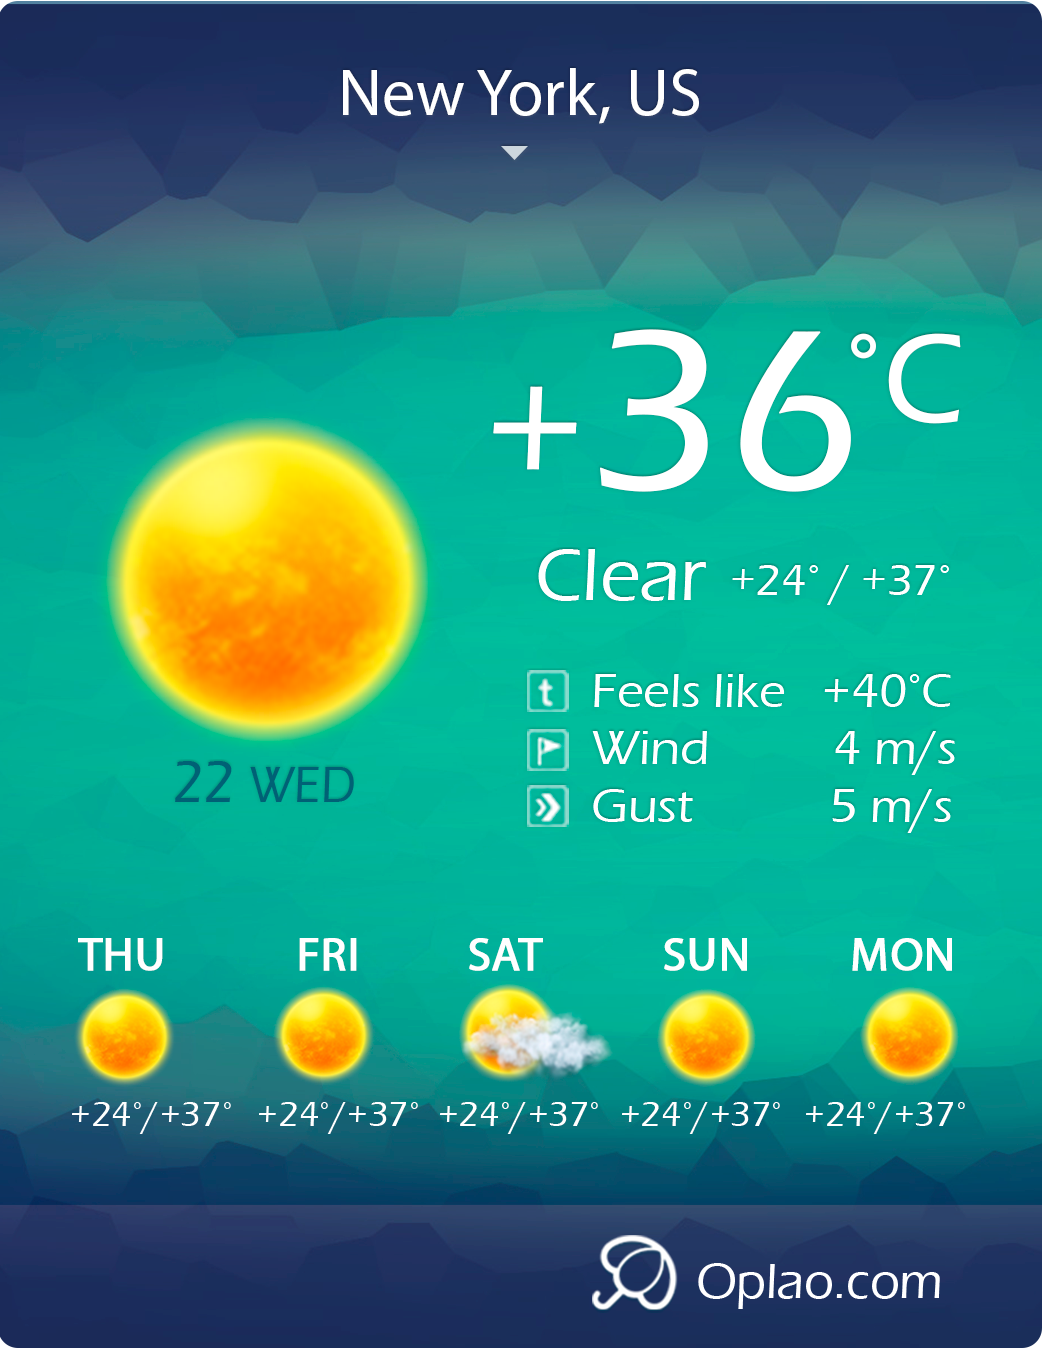 New York, US
+36°C
Clear +24° / +37°
t Feels like +40°C
Wind 4 m/s
Gust 5 m/s
22 WED
THU FRI SAT SUN MON
+24°/+37° +24°/+37° +24°/+37° +24°/+37° +24°/+37°
Oplao.com